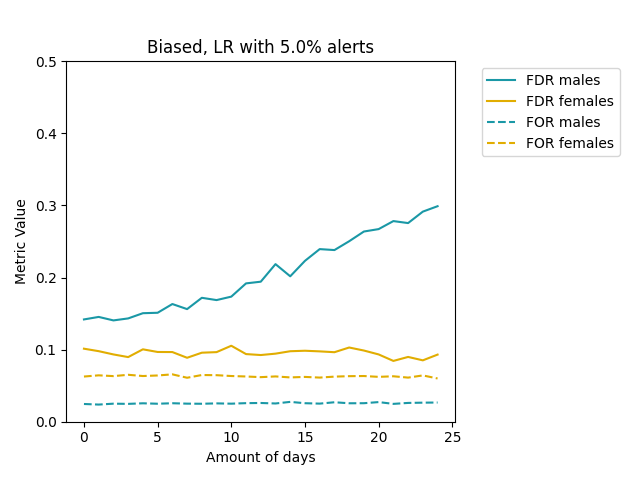 Biased, LR with 5.0% alerts
0.5
0.4
0.3
0.2
0.1
0.0
Metric Value
0 5 10 15 20 25
Amount of days
FDR males
FDR females
FOR males
FOR females